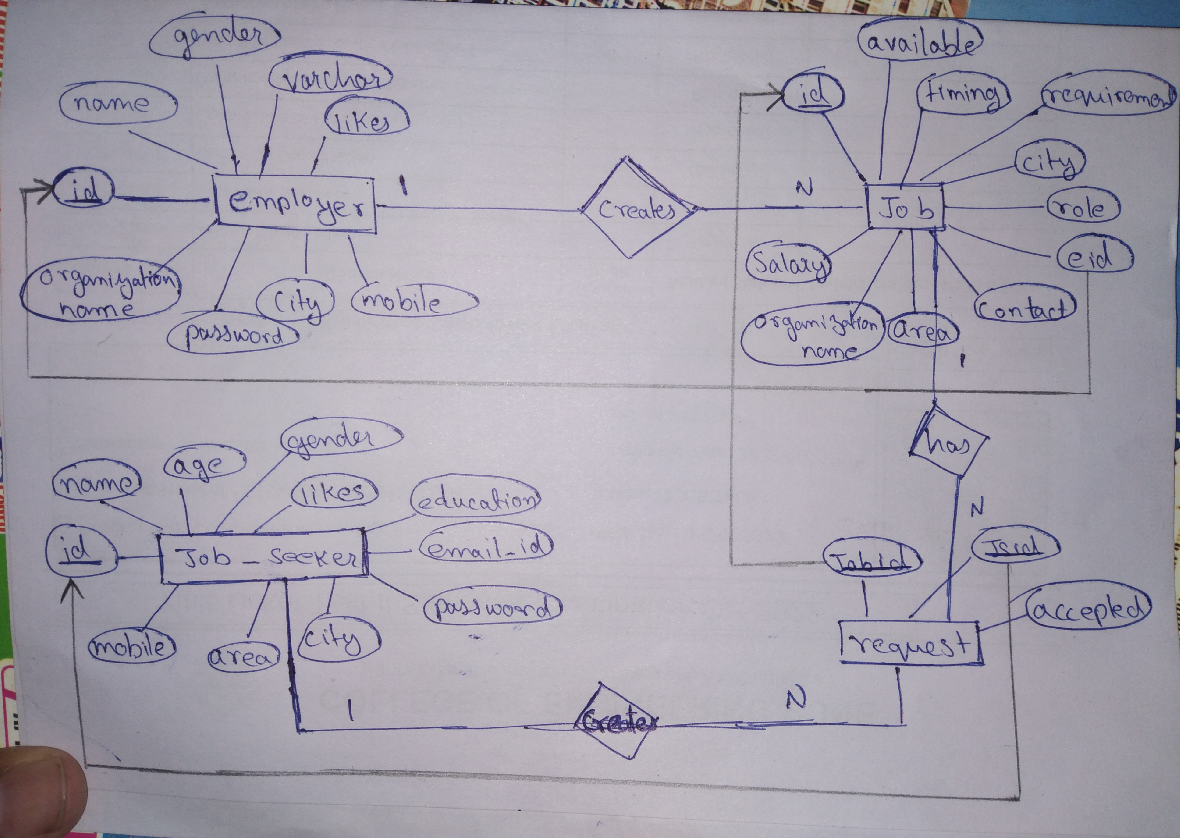 gender
varchar
name
likes
id
employer
1
organization
name
password
city
mobile
Creates
N
available
id
timing
requirement
city
Job
role
eid
Salary
Contact
organization
name
area
1
has
N
gender
age
name
likes
education
id
Job_seeker
email_id
password
mobile
area
city
Jobid
Jsid
accepted
request
1
Creates
N